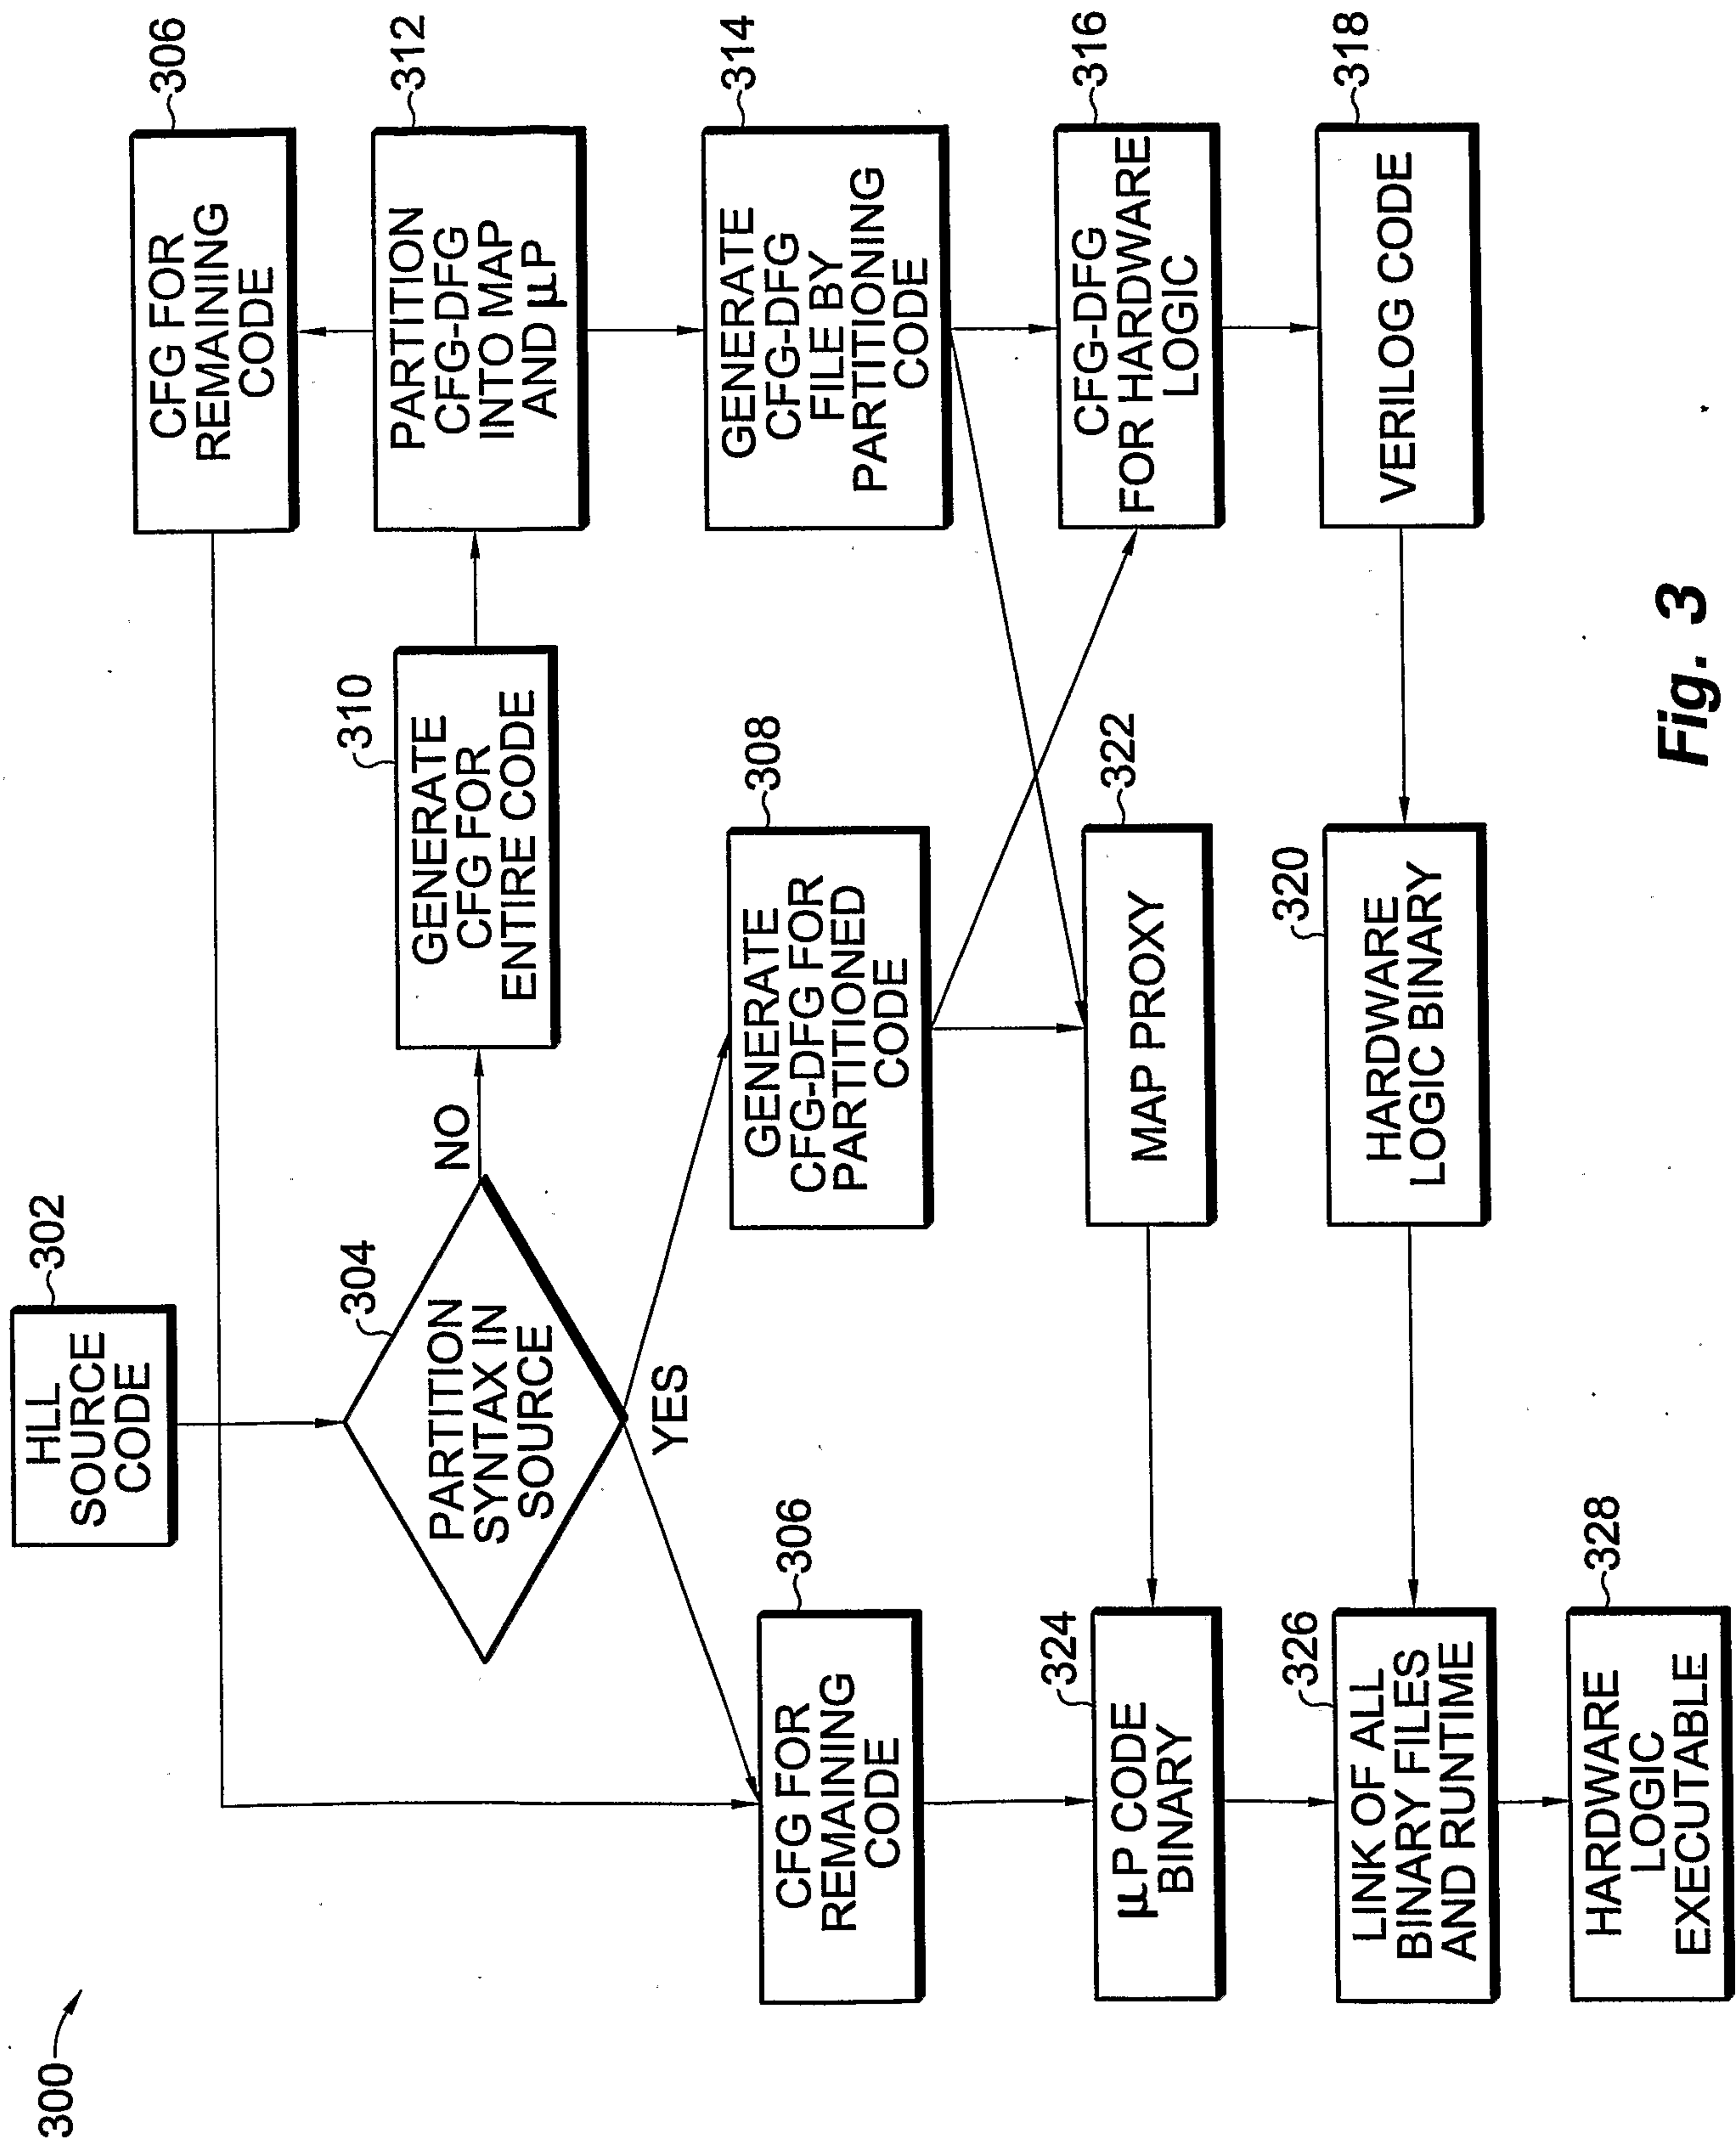 300
302
HLL
SOURCE
CODE
304
PARTITION
SYNTAX IN
SOURCE
NO
YES
310
GENERATE
CFG FOR
ENTIRE CODE
306
CFG FOR
REMAINING
CODE
312
PARTITION
CFG-DFG
INTO MAP
AND µLP
314
GENERATE
CFG-DFG
FILE BY
PARTITIONING
CODE
306
CFG FOR
REMAINING
CODE
308
GENERATE
CFG-DFG FOR
PARTITIONED
CODE
316
CFG-DFG
FOR HARDWARE
LOGIC
324
µLP CODE
BINARY
322
MAP PROXY
318
VERILOG CODE
326
LINK OF ALL
BINARY FILES
AND RUNTIME
320
HARDWARE
LOGIC BINARY
328
HARDWARE
LOGIC
EXECUTABLE
Fig. 3